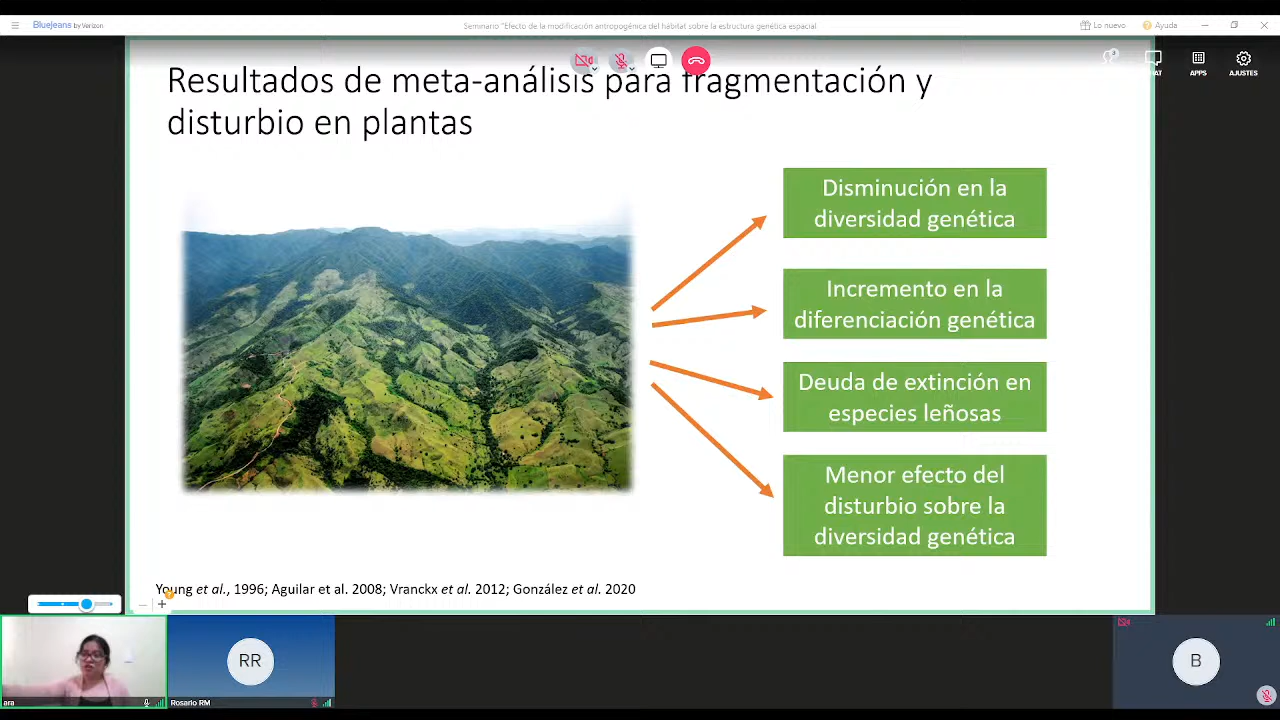 Bluejeans by Verizon
Seminario "Efecto de la modificación antropogénica del hábitat sobre la estructura genética espacial
Lo nuevo
Ayuda
3
APPS
AJUSTES
Resultados de meta-análisis para fragmentación y
disturbio en plantas
Disminución en la
diversidad genética
Incremento en la
diferenciación genética
Deuda de extinción en
especies leñosas
Menor efecto del
disturbio sobre la
diversidad genética
Young et al., 1996; Aguilar et al. 2008; Vranckx et al. 2012; González et al. 2020
ara
RR
Rosario RM
B